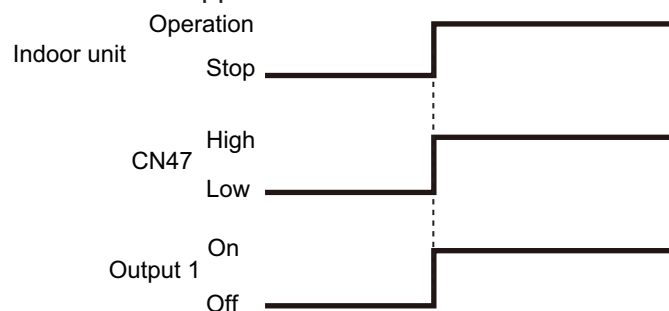 Operation
Indoor unit
Stop
High
CN47
Low
On
Output 1
Off